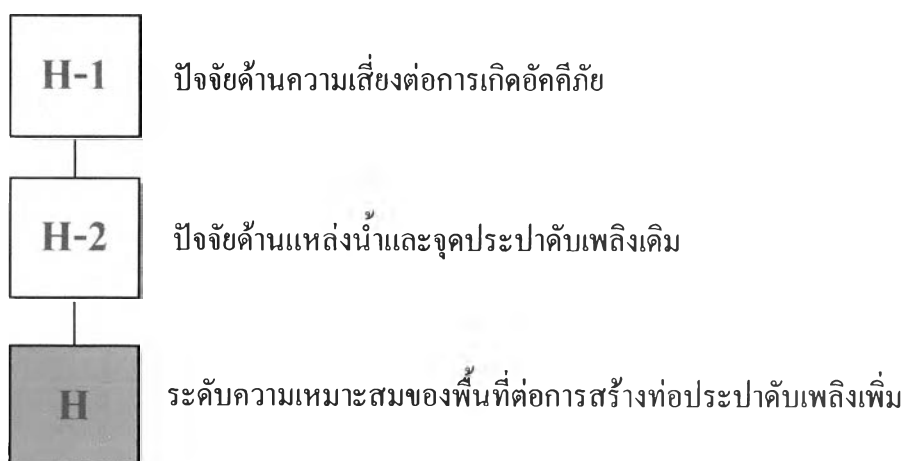 H-1 ปัจจัยด้านความเสี่ยงต่อการเกิดอัคคีภัย
H-2 ปัจจัยด้านแหล่งน้ำและจุดประปาดับเพลิงเดิม
H ระดับความเหมาะสมของพื้นที่ต่อการสร้างท่อประปาดับเพลิงเพิ่ม